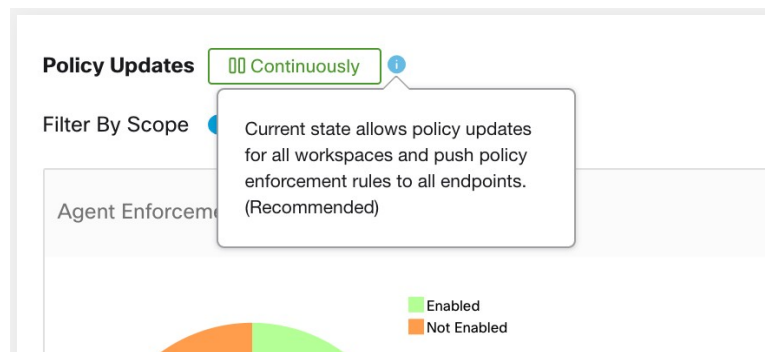 Policy Updates Continuously
Filter By Scope
Current state allows policy updates
for all workspaces and push policy
enforcement rules to all endpoints.
(Recommended)
Agent Enforceme
Enabled
Not Enabled